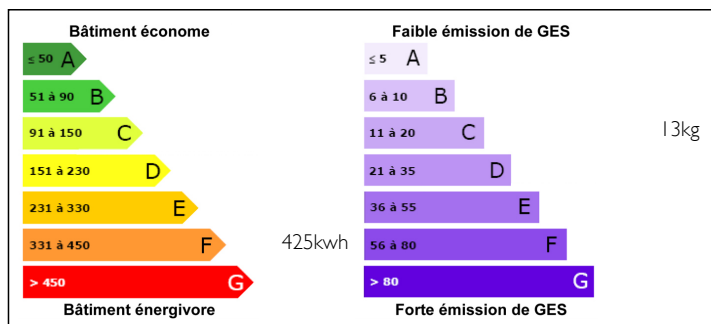 Bâtiment économe
≤ 50 A
51 à 90 B
91 à 150 C
151 à 230 D
231 à 330 E
331 à 450 F
425kwh
> 450 G
Bâtiment énergivore
Faible émission de GES
≤ 5 A
6 à 10 B
11 à 20 C
13kg
21 à 35 D
36 à 55 E
56 à 80 F
> 80 G
Forte émission de GES